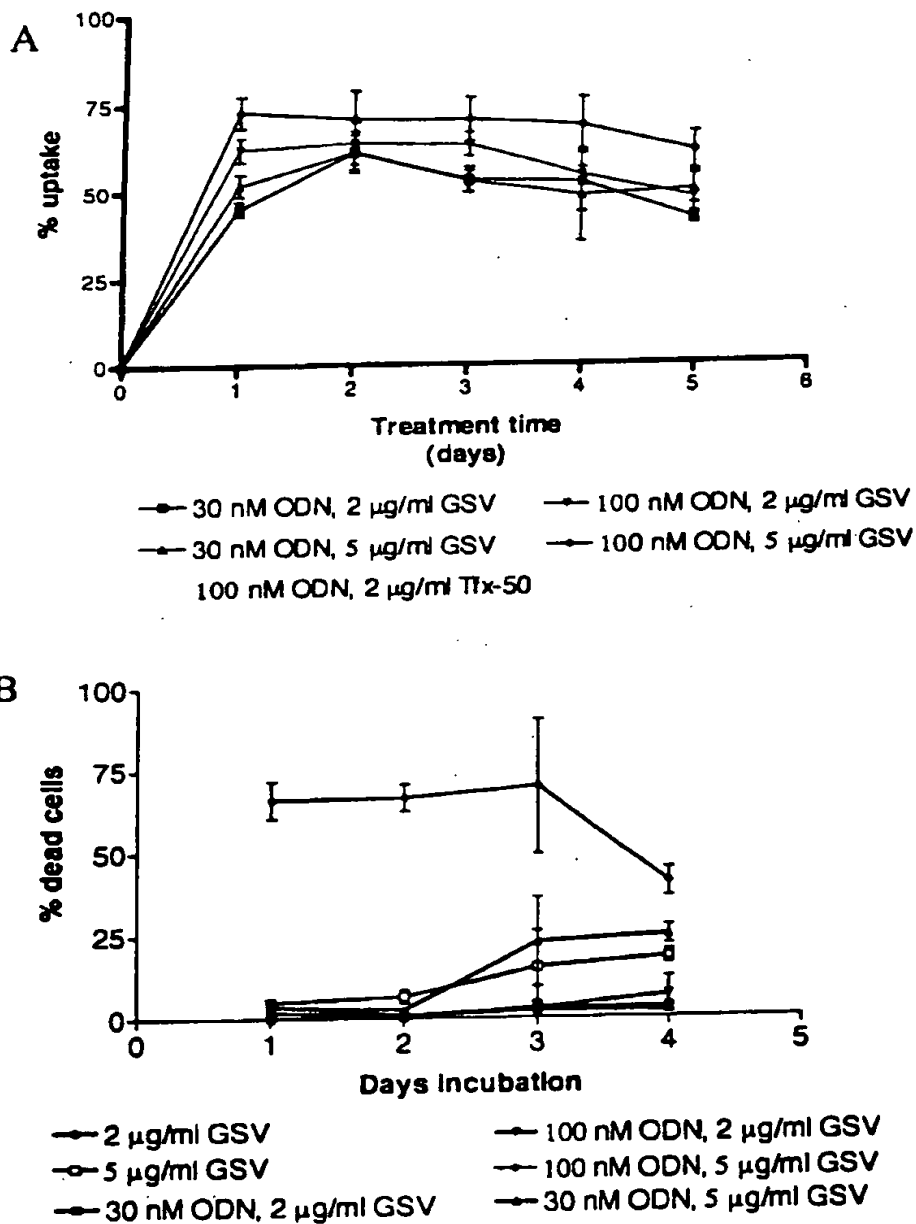 A
100
75
50
25
0
% uptake
0 1 2 3 4 5 6
Treatment time
(days)
30 nM ODN, 2 µg/ml GSV
100 nM ODN, 2 µg/ml GSV
30 nM ODN, 5 µg/ml GSV
100 nM ODN, 5 µg/ml GSV
100 nM ODN, 2 µg/ml Tfx-50
B
100
75
50
25
0
% dead cells
0 1 2 3 4 5
Days Incubation
2 µg/ml GSV
100 nM ODN, 2 µg/ml GSV
5 µg/ml GSV
100 nM ODN, 5 µg/ml GSV
30 nM ODN, 2 µg/ml GSV
30 nM ODN, 5 µg/ml GSV